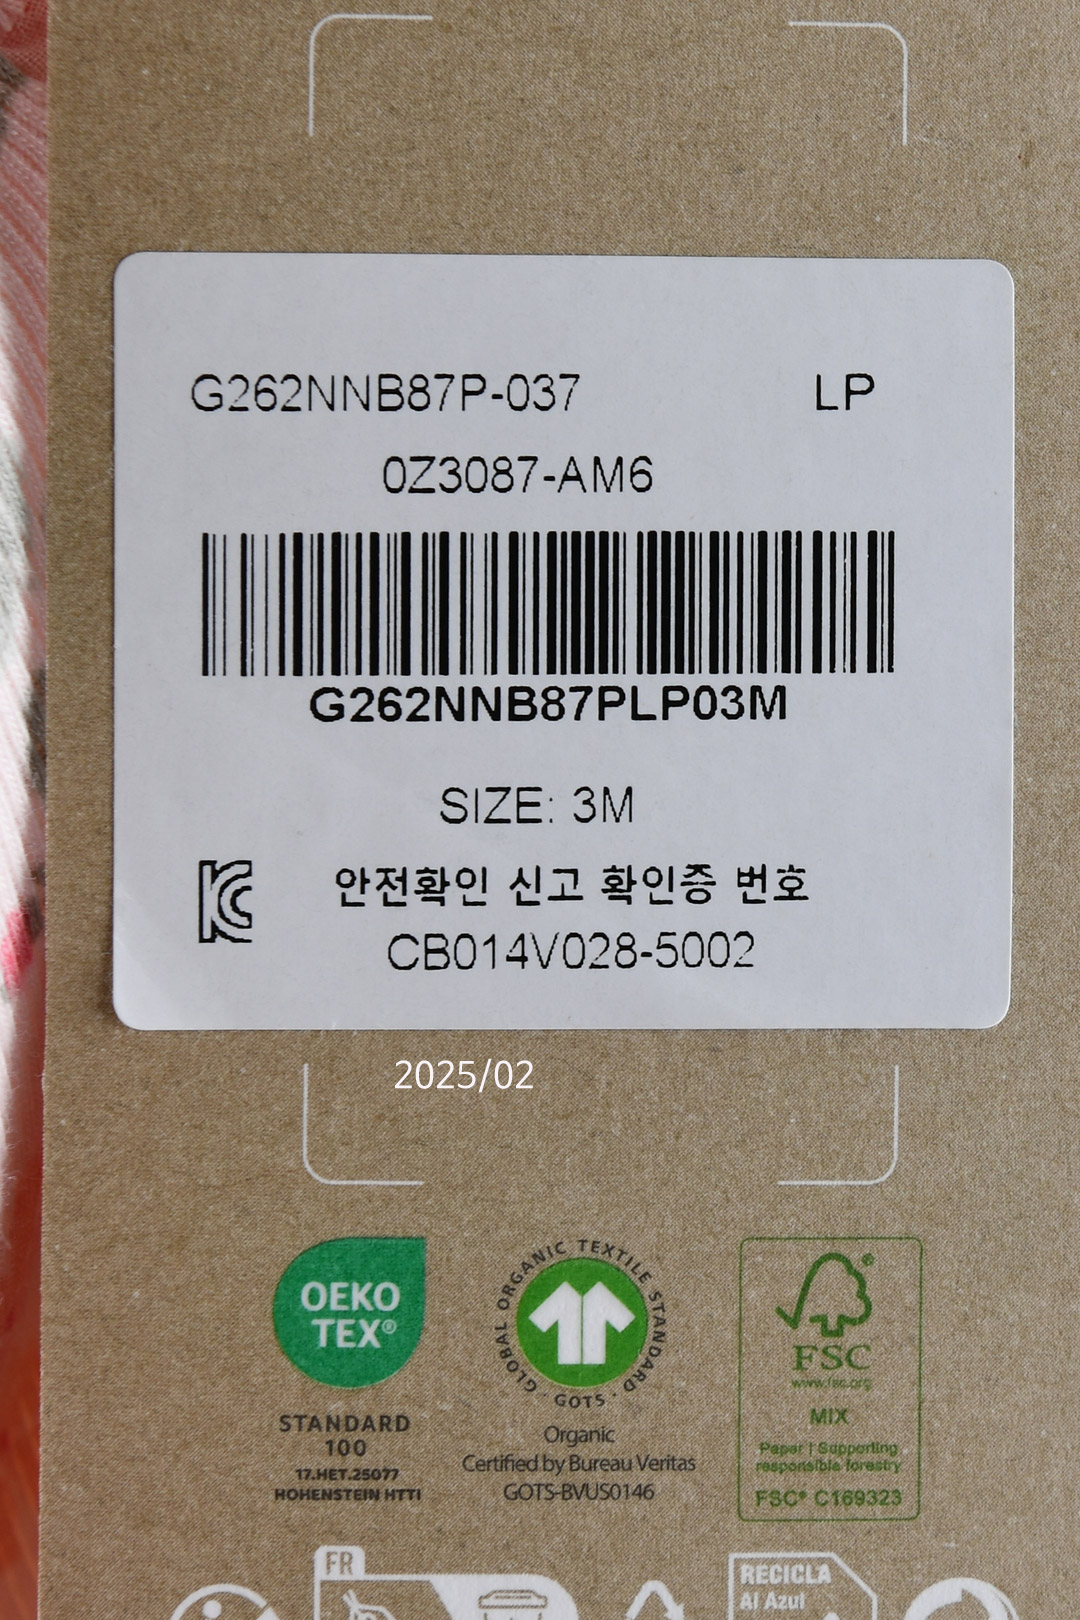 G262NNB87P-037 LP
0Z3087-AM6
G262NNB87PLP03M
SIZE: 3M
안전확인 신고 확인증 번호
CB014V028-5002
2025/02
OEKO
TEX®
STANDARD
100
17.HET.25077
HOHENSTEIN HTTI
GLOBAL ORGANIC TEXTILE STANDARD · GOTS ·
Organic
Certified by Bureau Veritas
GOTS-BVUS0146
FSC
www.fsc.org
MIX
Paper | Supporting
responsible forestry
FSC® C169323
FR
RECICLA
Al Azul